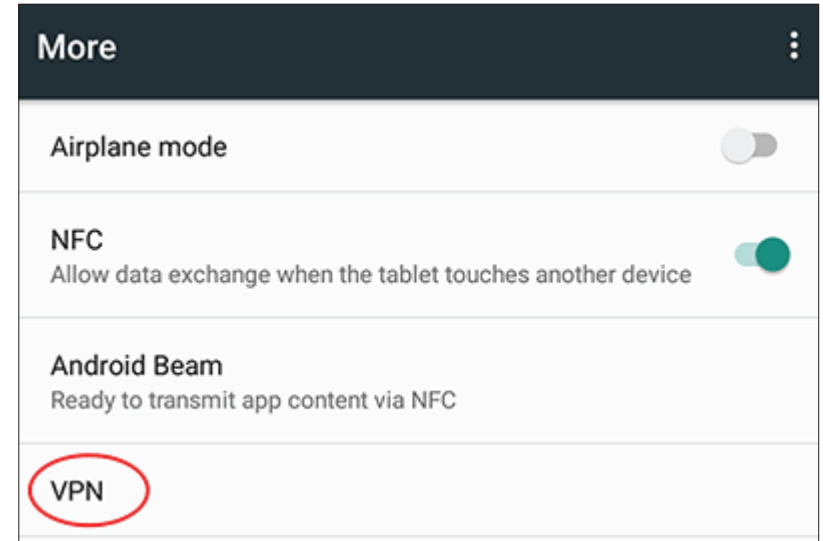 More
Airplane mode
NFC
Allow data exchange when the tablet touches another device
Android Beam
Ready to transmit app content via NFC
VPN